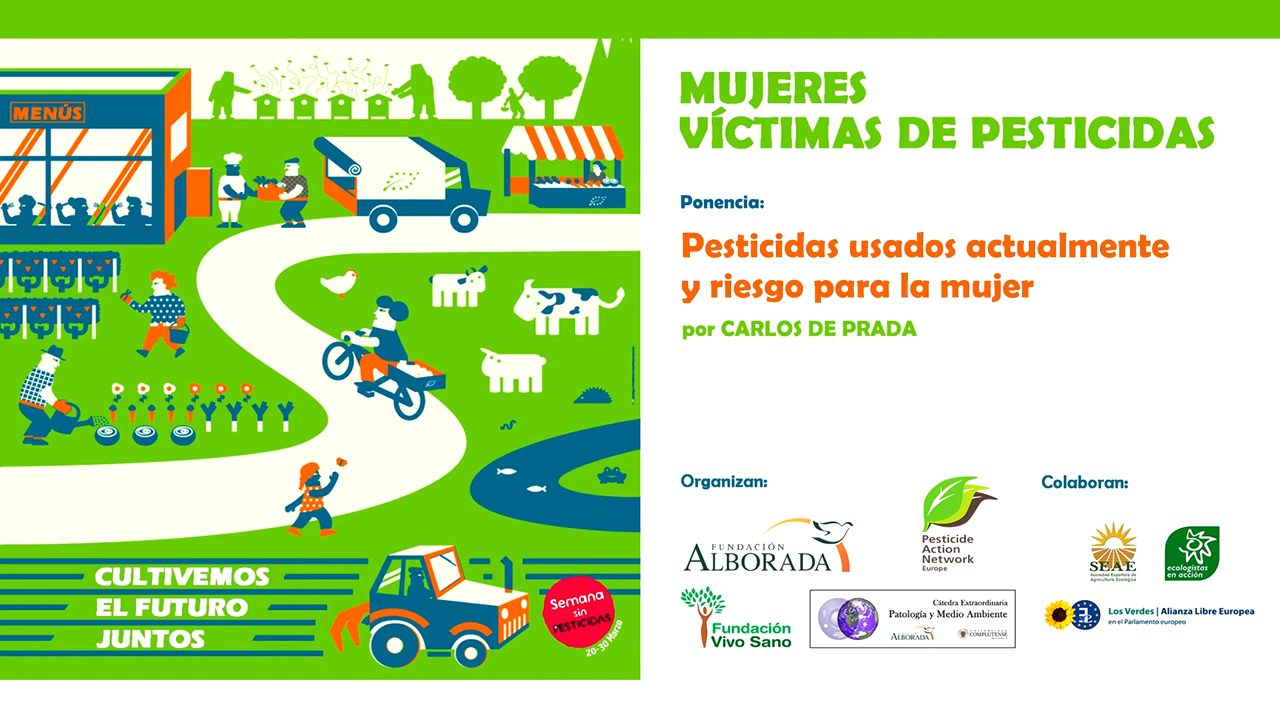 MENÚS
CULTIVEMOS
EL FUTURO
JUNTOS
Semana
sin
PESTICIDAS
20-30 Marzo
MUJERES
VÍCTIMAS DE PESTICIDAS
Ponencia:
Pesticidas usados actualmente
y riesgo para la mujer
por CARLOS DE PRADA
Organizan:
FUNDACIÓN
ALBORADA
Pesticide
Action
Network
Europe
Fundación
Vivo Sano
Cátedra Extraordinaria
Patología y Medio Ambiente
ALBORADA
COMPLUTENSE
Colaboran:
SEAE
Sociedad Española de
Agricultura Ecológica
ecologistas
en acción
Los Verdes | Alianza Libre Europea
en el Parlamento europeo